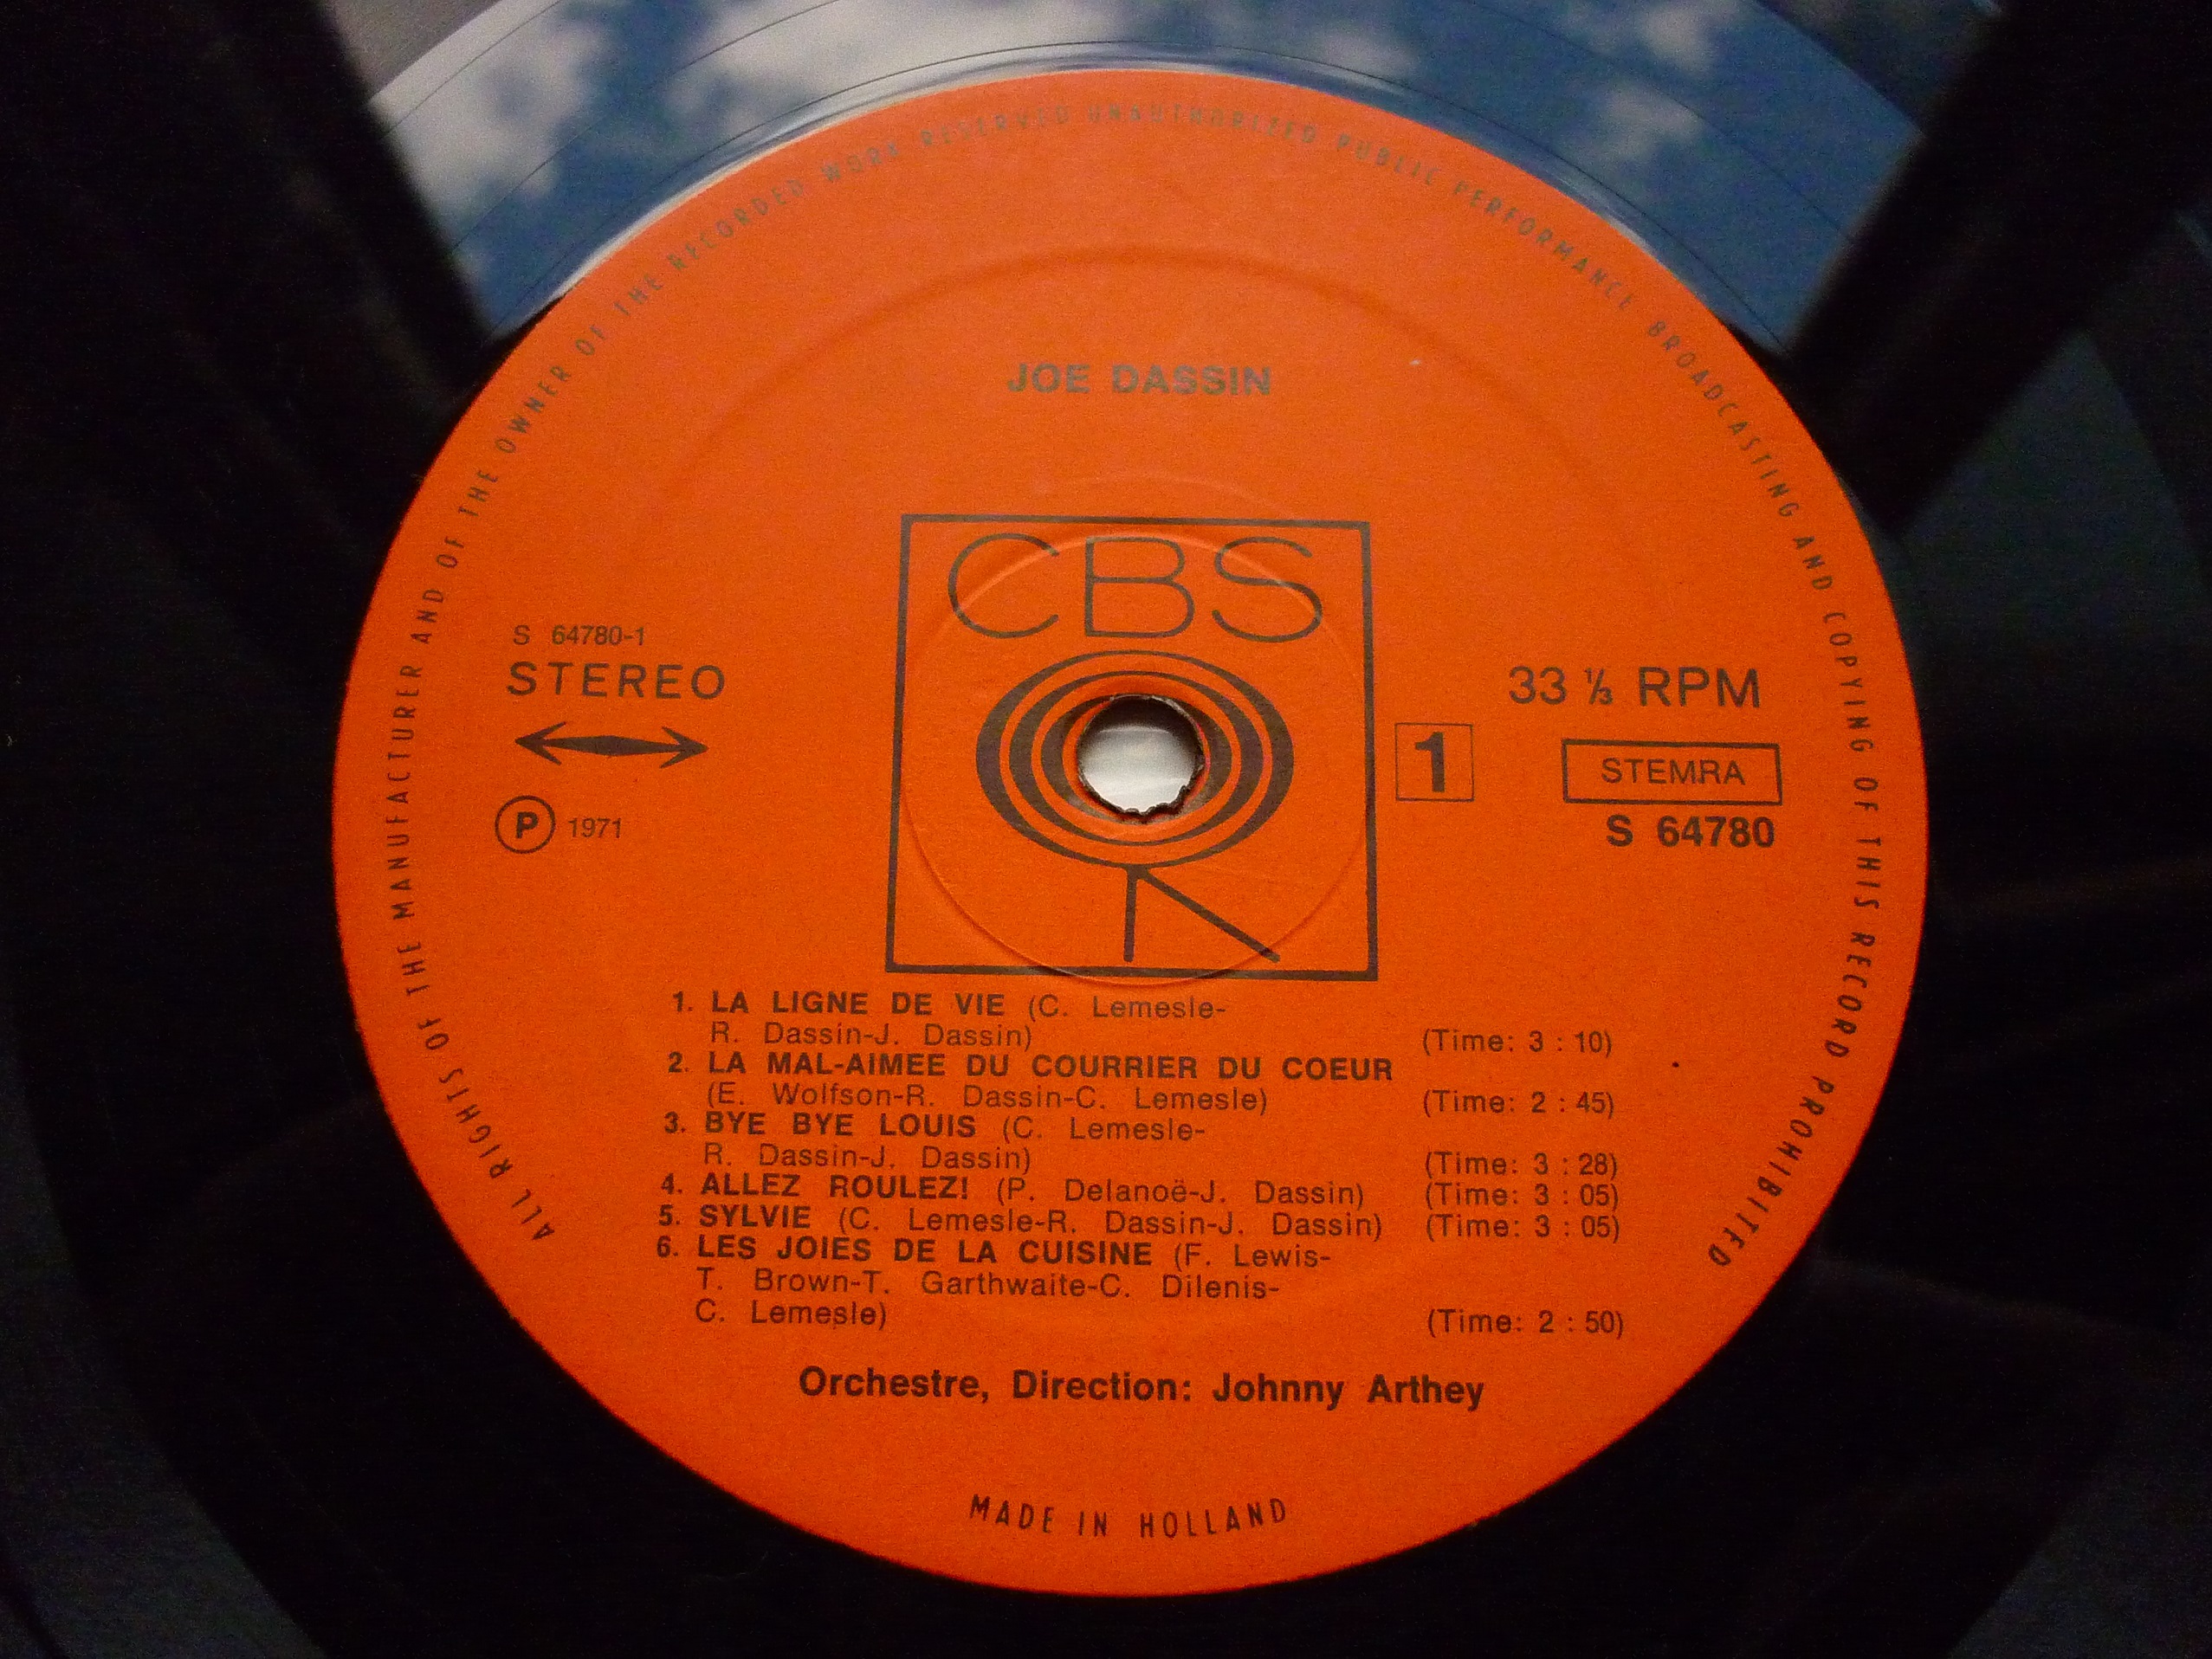 ALL RIGHTS OF THE MANUFACTURER AND OF THE OWNER OF THE RECORDED WORK RESERVED UNAUTHORIZED PUBLIC PERFORMANCE BROADCASTING AND COPYING OF THIS RECORD PROHIBITED
JOE DASSIN
CBS
S 64780-1
STEREO
33 ⅓ RPM
1
STEMRA
P 1971
S 64780
1. LA LIGNE DE VIE (C. Lemesle-
R. Dassin-J. Dassin) (Time: 3 : 10)
2. LA MAL-AIMEE DU COURRIER DU COEUR
(E. Wolfson-R. Dassin-C. Lemesle) (Time: 2 : 45)
3. BYE BYE LOUIS (C. Lemesle-
R. Dassin-J. Dassin) (Time: 3 : 28)
4. ALLEZ ROULEZ! (P. Delanoë-J. Dassin) (Time: 3 : 05)
5. SYLVIE (C. Lemesle-R. Dassin-J. Dassin) (Time: 3 : 05)
6. LES JOIES DE LA CUISINE (F. Lewis-
T. Brown-T. Garthwaite-C. Dilenis-
C. Lemesle) (Time: 2 : 50)
Orchestre, Direction: Johnny Arthey
MADE IN HOLLAND